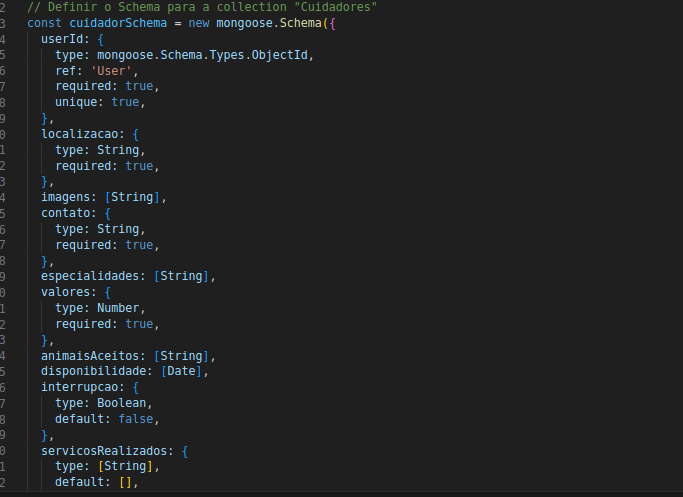 2 // Definir o Schema para a collection "Cuidadores"
3 const cuidadorSchema = new mongoose.Schema({
4 userId: {
5 type: mongoose.Schema.Types.ObjectId,
6 ref: 'User',
7 required: true,
8 unique: true,
9 },
0 localizacao: {
1 type: String,
2 required: true,
3 },
4 imagens: [String],
5 contato: {
6 type: String,
7 required: true,
8 },
9 especialidades: [String],
0 valores: {
1 type: Number,
2 required: true,
3 },
4 animaisAceitos: [String],
5 disponibilidade: [Date],
6 interrupcao: {
7 type: Boolean,
8 default: false,
9 },
0 servicosRealizados: {
1 type: [String],
2 default: [],